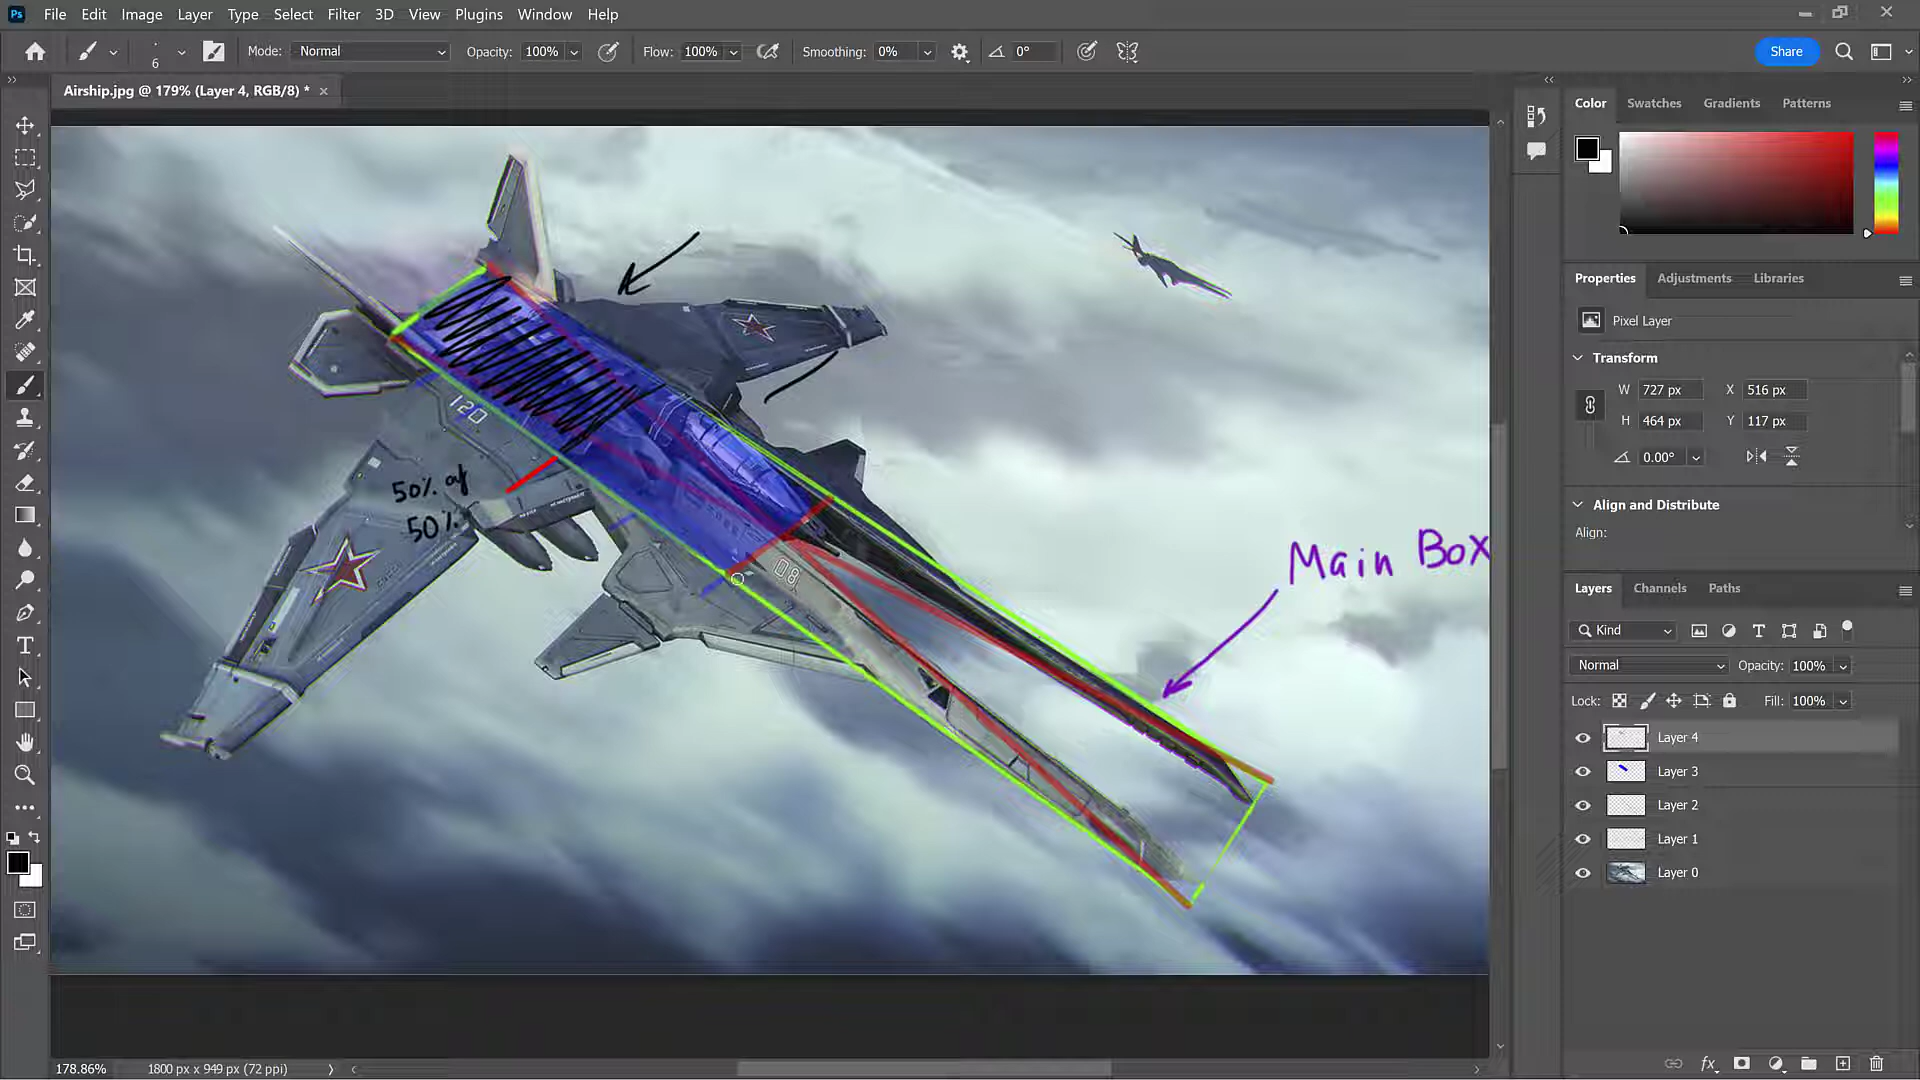 Ps File Edit Image Layer Type Select Filter 3D View Plugins Window Help
6 Mode: Normal Opacity: 100% Flow: 100% Smoothing: 0% 0° Share
Airship.jpg @ 179% (Layer 4, RGB/8) * ×
Color Swatches Gradients Patterns
Properties Adjustments Libraries
Pixel Layer
Transform
W 727 px X 516 px
H 464 px Y 117 px
0.00°
Align and Distribute
Align:
120
50% of
50%
08
Main Box
Layers Channels Paths
Kind
Normal Opacity: 100%
Lock: Fill: 100%
Layer 4
Layer 3
Layer 2
Layer 1
Layer 0
178.86% 1800 px x 949 px (72 ppi)